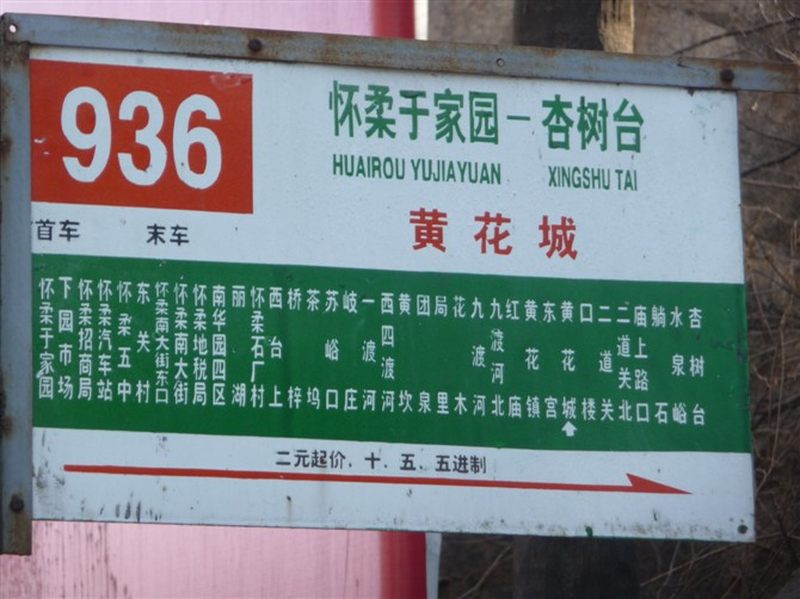 936
怀柔于家园－杏树台
HUAIROU YUJIAYUAN XINGSHU TAI
首车 末车
黄花城
怀柔于家园
下园市场
怀柔招商局
怀柔汽车站
怀柔五中
东关村
怀柔南大街东口
怀柔南大街
怀柔地税局
南华园四区
丽湖
怀柔石厂村
西台上
桥梓
茶坞
苏峪口
岐庄
一渡河
西四渡河
黄坎
团泉
局里
花木
九渡河
九渡河北
红庙
黄花镇
东宫
黄花城
口楼
二道关
二道关北
庙上路口
躺石
水泉峪
杏树台
二元起价．十．五．五进制